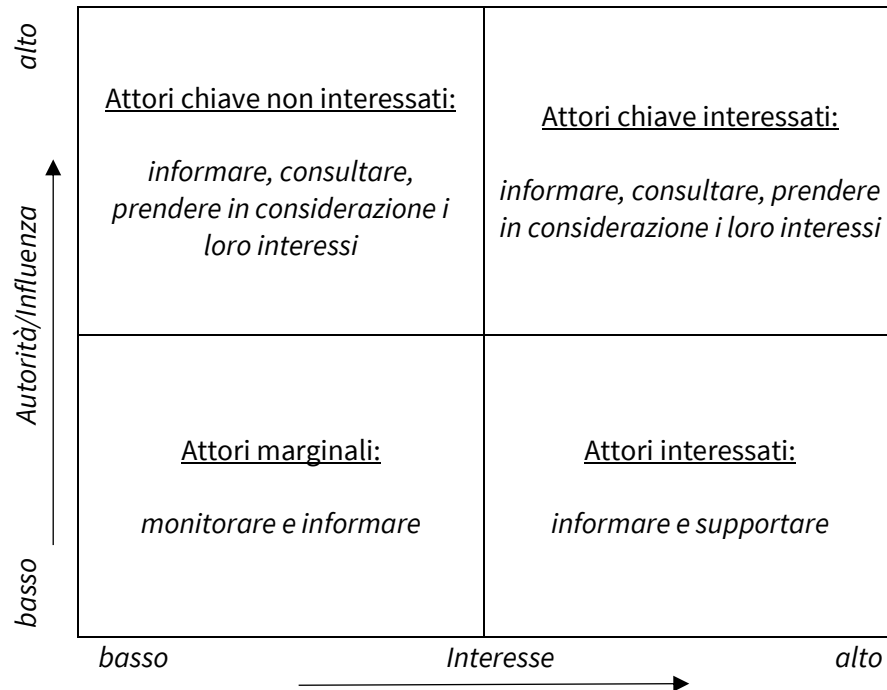 alto
Attori chiave non interessati:
informare, consultare,
prendere in considerazione i
loro interessi
Attori chiave interessati:
informare, consultare, prendere
in considerazione i loro interessi
Autorità/Influenza
Attori marginali:
monitorare e informare
Attori interessati:
informare e supportare
basso
basso
Interesse
alto